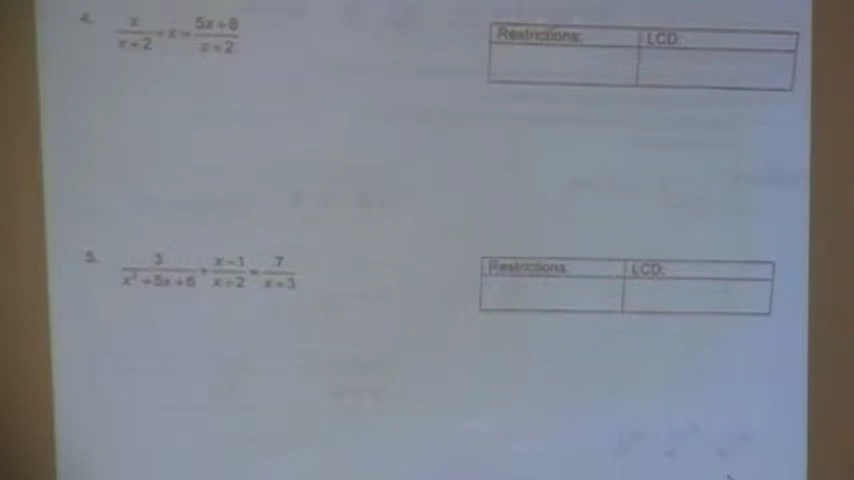 4. x/(x+2) + x = (5x+8)/(x+2)
Restrictions: LCD:
5. 3/(x²+5x+6) + (x-1)/(x+2) = 7/(x+3)
Restrictions: LCD: